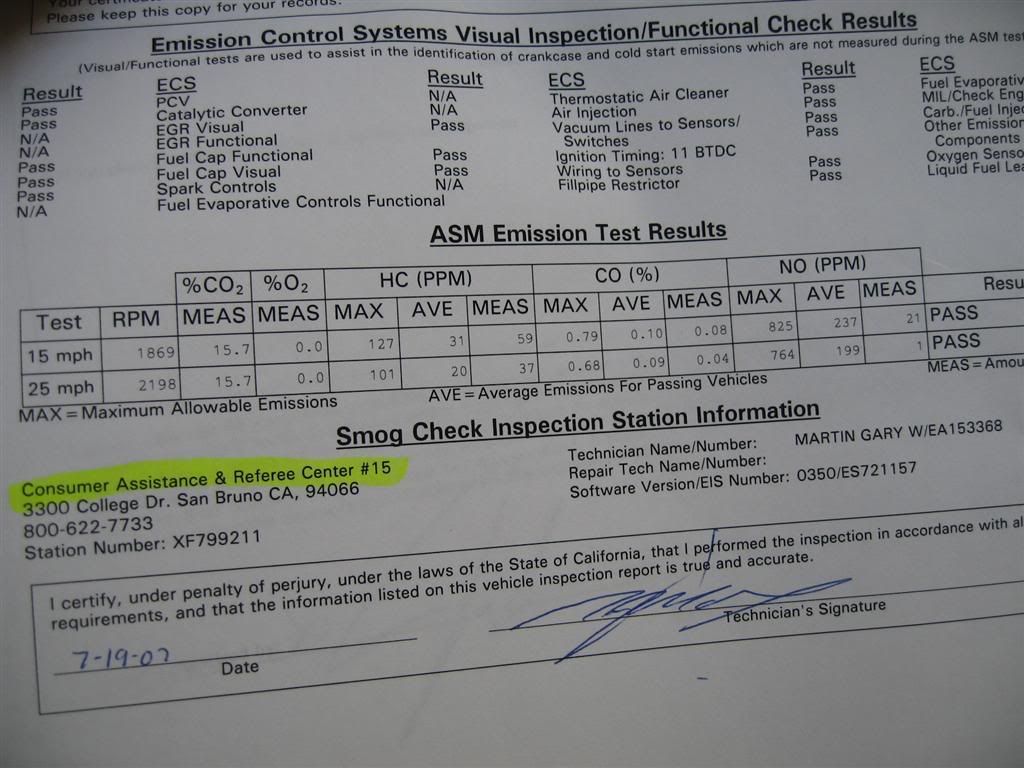 Please keep this copy for your records.
Emission Control Systems Visual Inspection/Functional Check Results
(Visual/Functional tests are used to assist in the identification of crankcase and cold start emissions which are not measured during the ASM test
Result ECS Result ECS Result ECS
Pass PCV N/A Thermostatic Air Cleaner Pass Fuel Evaporativ
Pass Catalytic Converter N/A Air Injection Pass MIL/Check Eng
N/A EGR Visual Pass Vacuum Lines to Sensors/ Pass Carb./Fuel Injec
N/A EGR Functional Switches Pass Other Emission
Pass Fuel Cap Functional Pass Ignition Timing: 11 BTDC Components
Pass Fuel Cap Visual Pass Wiring to Sensors Pass Oxygen Senso
Pass Spark Controls N/A Fillpipe Restrictor Pass Liquid Fuel Lea
N/A Fuel Evaporative Controls Functional
ASM Emission Test Results
%CO2 %O2 HC (PPM) CO (%) NO (PPM)
Test RPM MEAS MEAS MAX AVE MEAS MAX AVE MEAS MAX AVE MEAS Resu
15 mph 1869 15.7 0.0 127 31 59 0.79 0.10 0.08 825 237 21 PASS
25 mph 2198 15.7 0.0 101 20 37 0.68 0.09 0.04 764 199 1 PASS
MAX=Maximum Allowable Emissions AVE=Average Emissions For Passing Vehicles MEAS=Amou
Smog Check Inspection Station Information
Consumer Assistance & Referee Center #15
3300 College Dr. San Bruno CA, 94066
800-622-7733
Station Number: XF799211
Technician Name/Number: MARTIN GARY W/EA153368
Repair Tech Name/Number:
Software Version/EIS Number: 0350/ES721157
I certify, under penalty of perjury, under the laws of the State of California, that I performed the inspection in accordance with al
requirements, and that the information listed on this vehicle inspection report is true and accurate.
7-19-07
Date
Technician's Signature